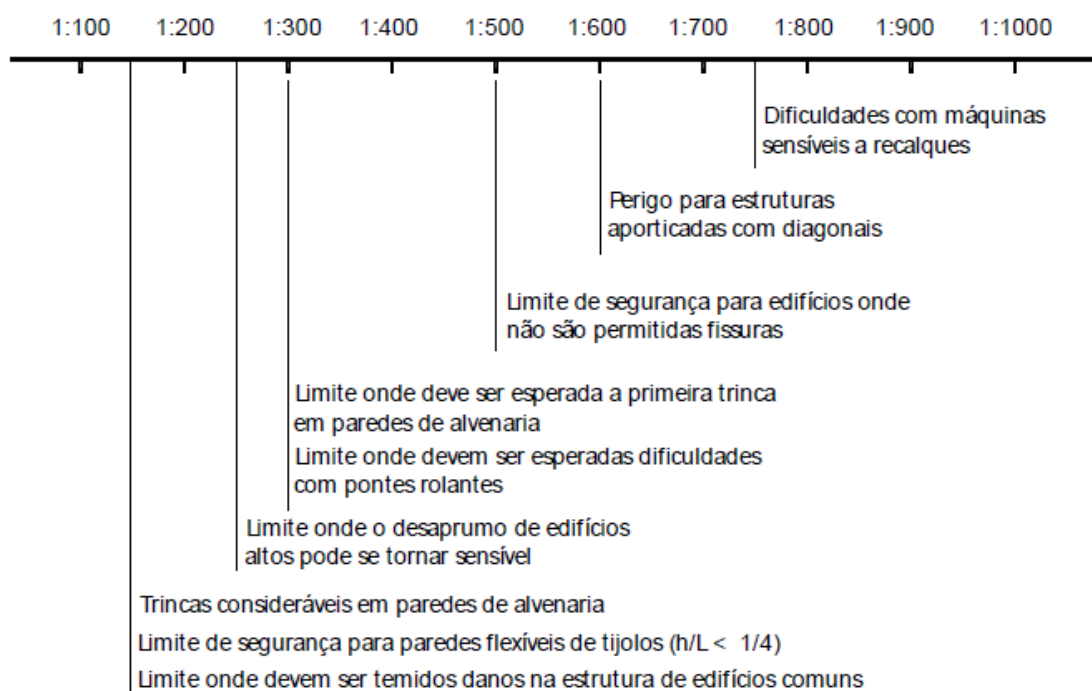 1:100 1:200 1:300 1:400 1:500 1:600 1:700 1:800 1:900 1:1000
Dificuldades com máquinas
sensíveis a recalques
Perigo para estruturas
aporticadas com diagonais
Limite de segurança para edifícios onde
não são permitidas fissuras
Limite onde deve ser esperada a primeira trinca
em paredes de alvenaria
Limite onde devem ser esperadas dificuldades
com pontes rolantes
Limite onde o desaprumo de edifícios
altos pode se tornar sensível
Trincas consideráveis em paredes de alvenaria
Limite de segurança para paredes flexíveis de tijolos (h/L < 1/4)
Limite onde devem ser temidos danos na estrutura de edifícios comuns